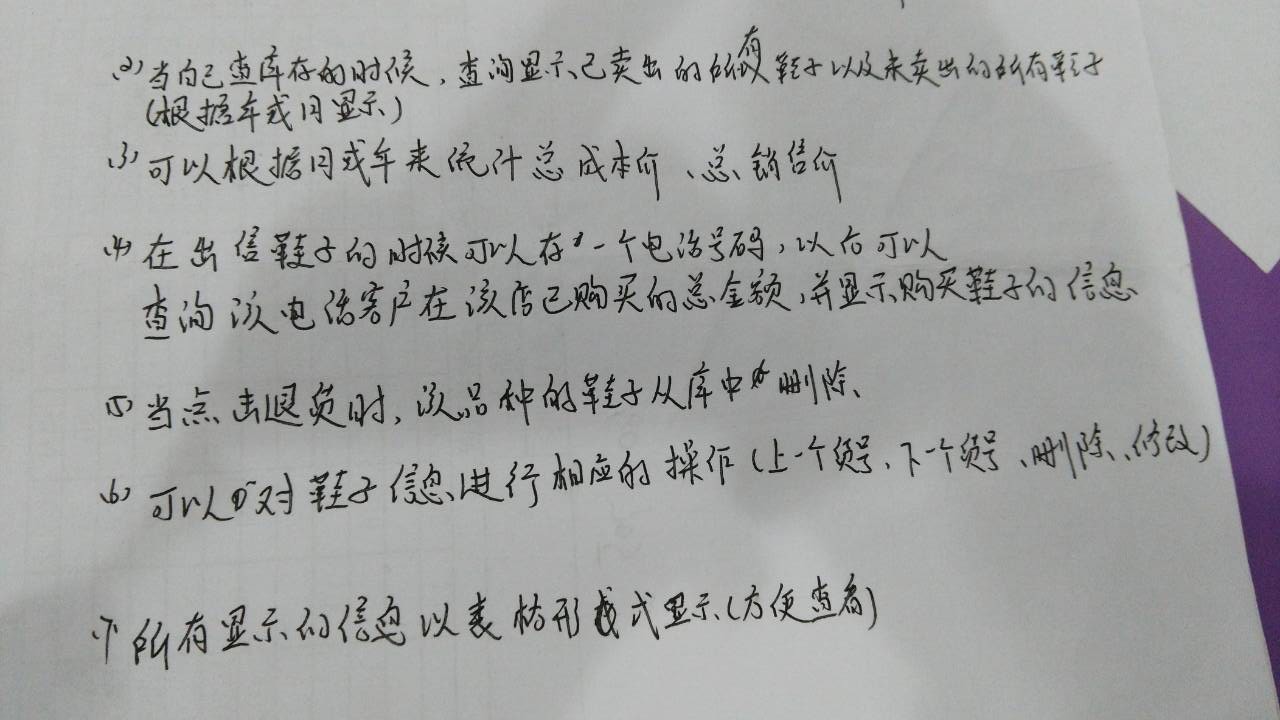 (2) 当自己查库存的时候，查询显示已卖出的所有鞋子以及未卖出的所有鞋子
(根据年或月显示)
(3) 可以根据月或年来统计总成本价、总销售价
(4) 在出售鞋子的时候可以存一个电话号码，以后可以
查询该电话客户在该店已购买的总金额，并显示购买鞋子的信息
(5) 当点击退货时，该品种的鞋子从库中删除、
(6) 可以对鞋子信息进行相应的操作(上一个货号、下一个货号、删除、修改)
(7) 所有显示的信息以表格形式显示(方便查看)